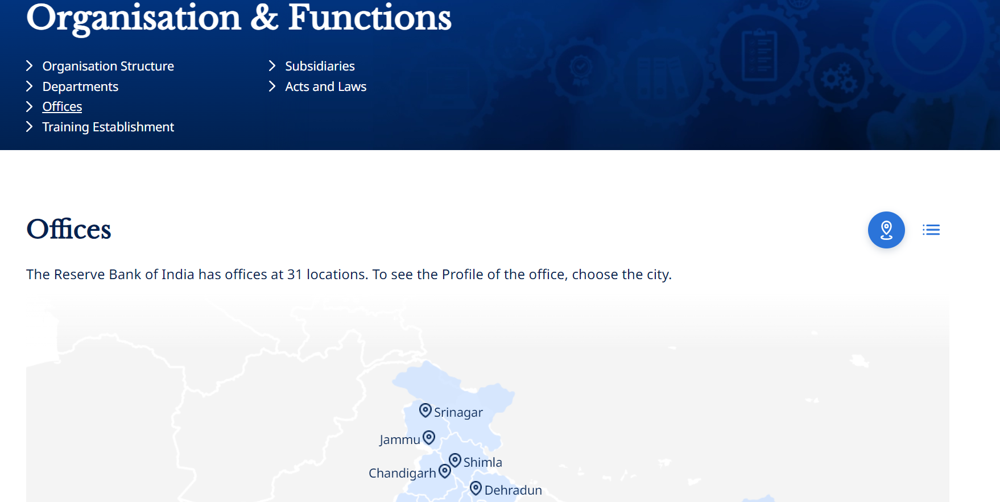 Organisation & Functions
Organisation Structure
Departments
Offices
Training Establishment
Subsidiaries
Acts and Laws
Offices
The Reserve Bank of India has offices at 31 locations. To see the Profile of the office, choose the city.
Srinagar
Jammu
Shimla
Chandigarh
Dehradun